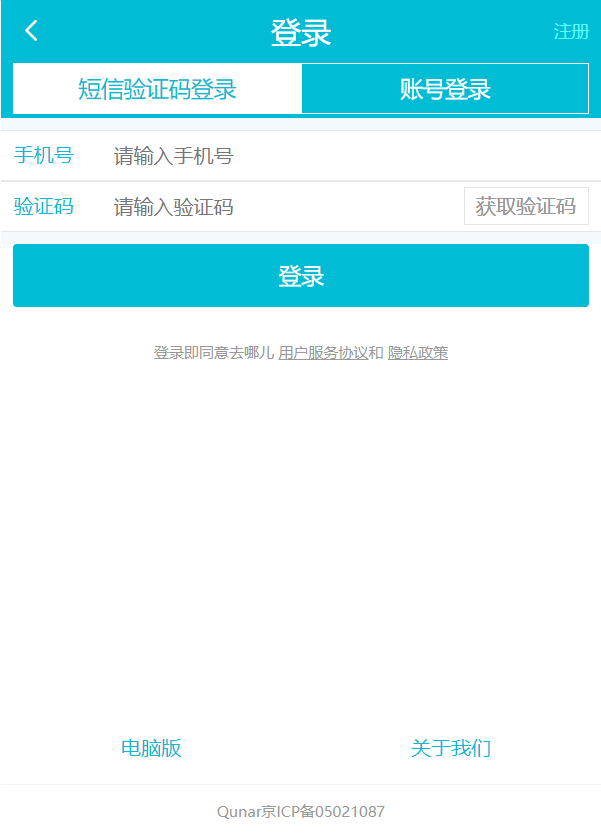 登录
注册
短信验证码登录
账号登录
手机号 请输入手机号
验证码 请输入验证码 获取验证码
登录
登录即同意去哪儿 用户服务协议和 隐私政策
电脑版 关于我们
Qunar京ICP备05021087